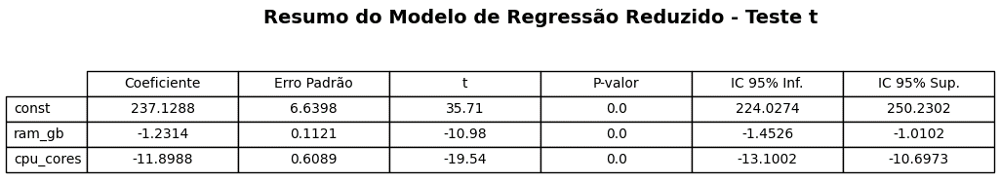 Resumo do Modelo de Regressão Reduzido - Teste t
Coeficiente Erro Padrão t P-valor IC 95% Inf. IC 95% Sup.
const 237.1288 6.6398 35.71 0.0 224.0274 250.2302
ram_gb -1.2314 0.1121 -10.98 0.0 -1.4526 -1.0102
cpu_cores -11.8988 0.6089 -19.54 0.0 -13.1002 -10.6973